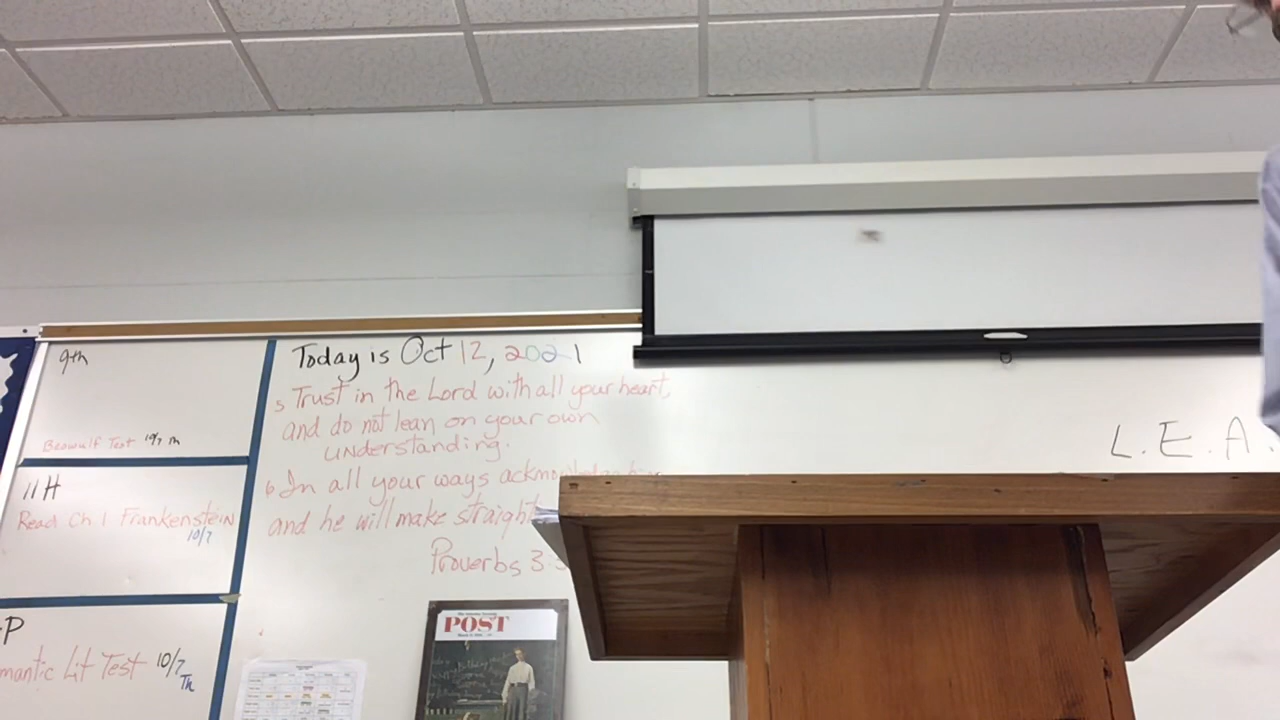 9th
Beowulf Test 10/7 Th
11 H
Read Ch 1 Frankenstein
10/7
P
mantic Lit Test 10/7
Th
Today is Oct 12, 2021
5 Trust in the Lord with all your heart,
and do not lean on your own
understanding.
6 In all your ways
and he will make straight
Proverbs 3
POST
L.E.A.